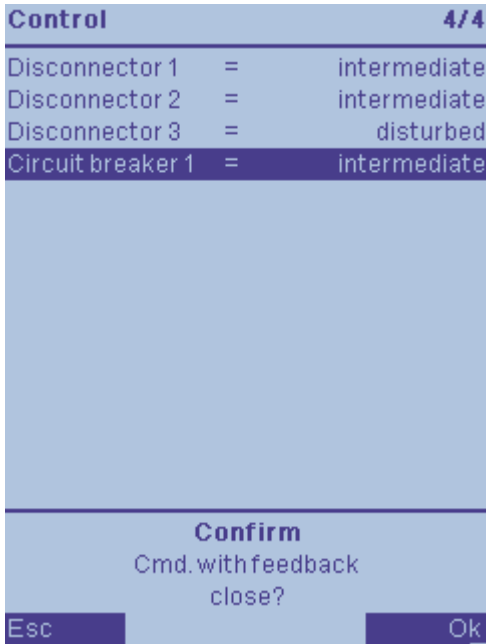 Control 4/4
Disconnector 1 = intermediate
Disconnector 2 = intermediate
Disconnector 3 = disturbed
Circuit breaker 1 = intermediate
Confirm
Cmd. with feedback
close?
Esc Ok